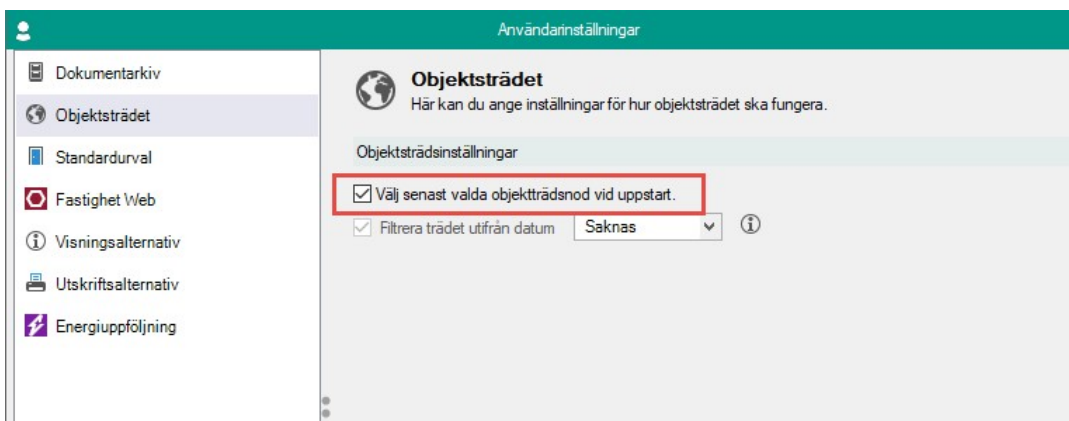 Användarinställningar
Dokumentarkiv
Objektsträdet
Standardurval
Fastighet Web
Visningsalternativ
Utskriftsalternativ
Energiuppföljning
Objektsträdet
Här kan du ange inställningar för hur objektsträdet ska fungera.
Objektsträdsinställningar
Välj senast valda objektträdsnod vid uppstart.
Filtrera trädet utifrån datum Saknas